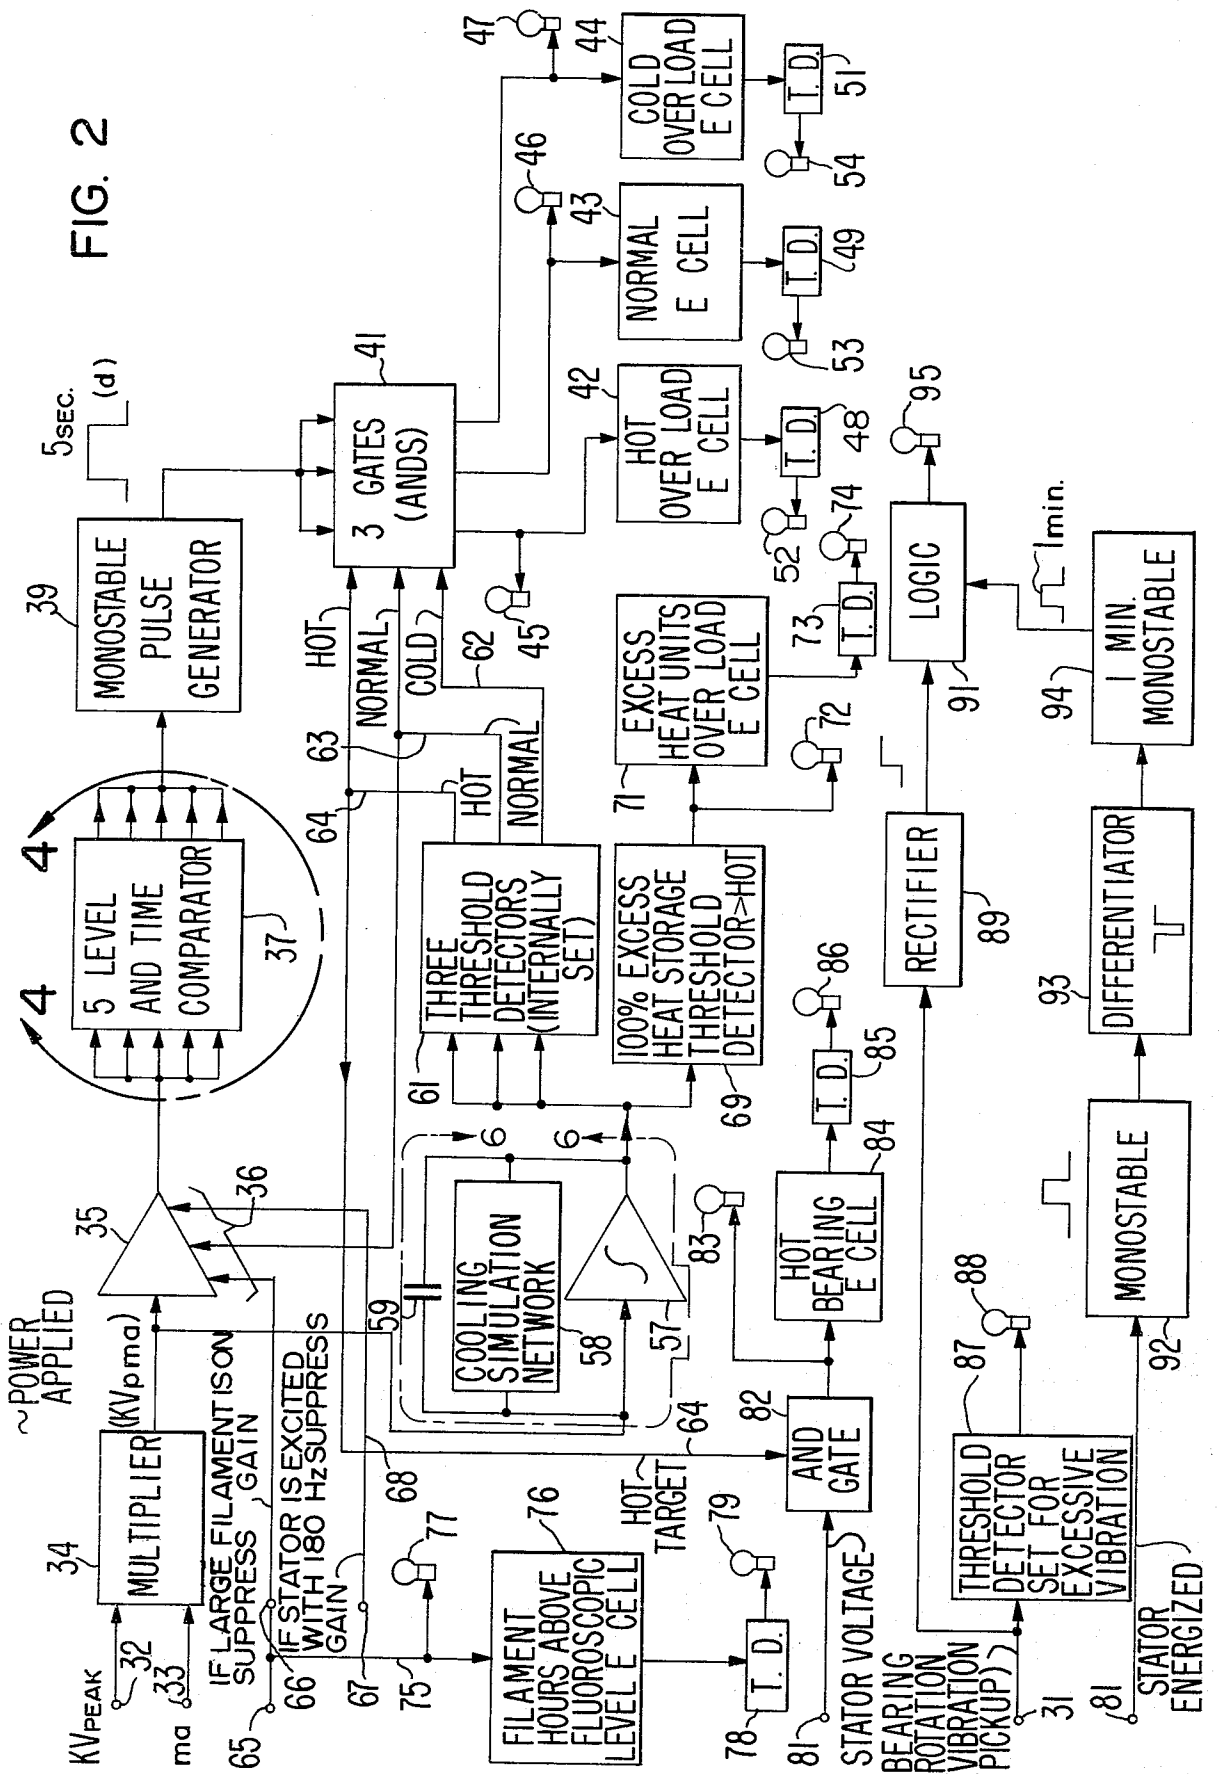 FIG. 2
~POWER
APPLIED
KVPEAK
32
ma
33
34
MULTIPLIER
(KVpma)
35
36
4
4
5 LEVEL
AND TIME
COMPARATOR
37
39
MONOSTABLE
PULSE
GENERATOR
5 SEC.
(d)
IF LARGE FILAMENT IS ON
SUPPRESS GAIN
65
66
IF STATOR IS EXCITED
WITH 180 HZ SUPPRESS
GAIN
67
68
HOT
NORMAL
COLD
64
63
62
HOT
NORMAL
41
3 GATES
(ANDS)
45
46
47
42
HOT
OVER LOAD
E CELL
43
NORMAL
E CELL
44
COLD
OVER LOAD
E CELL
T. D.
48
52
T. D.
49
53
T. D.
51
54
59
COOLING
SIMULATION
NETWORK
58
57
6
6
61
THREE
THRESHOLD
DETECTORS
(INTERNALLY
SET)
100% EXCESS
HEAT STORAGE
THRESHOLD
DETECTOR>HOT
69
71
EXCESS
HEAT UNITS
OVER LOAD
E CELL
72
73
T. D.
74
75
77
76
FILAMENT
HOURS ABOVE
FLUOROSCOPIC
LEVEL E CELL
78
T. D.
79
HOT
TARGET
64
81
STATOR VOLTAGE
82
AND
GATE
83
HOT
BEARING
E CELL
84
T. D.
85
86
BEARING
ROTATION
VIBRATION
PICKUP)
31
87
THRESHOLD
DETECTOR
SET FOR
EXCESSIVE
VIBRATION
88
RECTIFIER
89
LOGIC
91
95
81
STATOR
ENERGIZED
MONOSTABLE
92
93
DIFFERENTIATOR
94
1 MIN.
MONOSTABLE
1min.